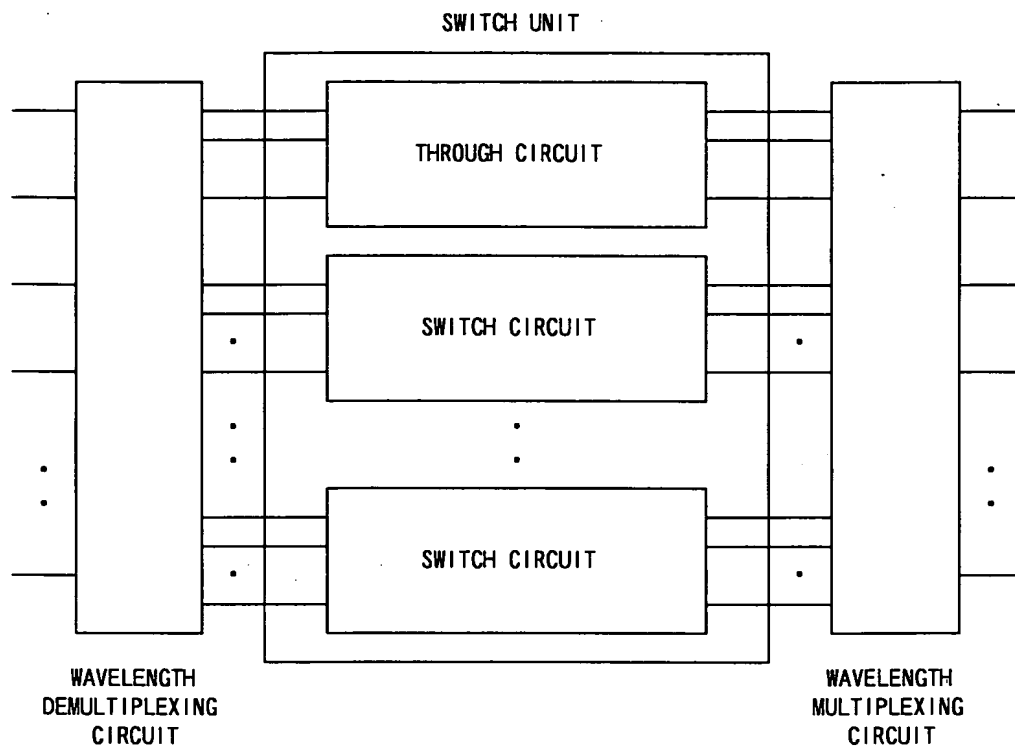 SWITCH UNIT
THROUGH CIRCUIT
SWITCH CIRCUIT
SWITCH CIRCUIT
WAVELENGTH
DEMULTIPLEXING
CIRCUIT
WAVELENGTH
MULTIPLEXING
CIRCUIT